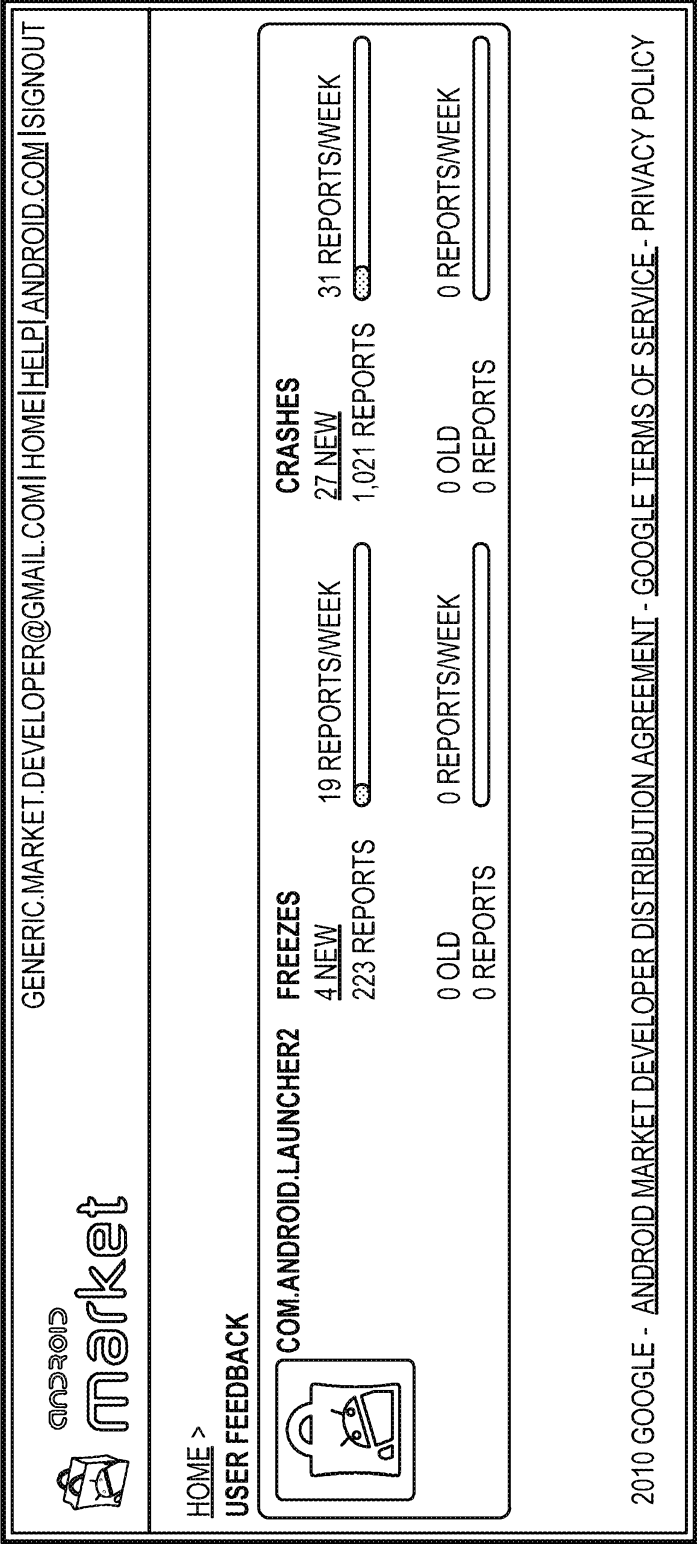 GENERIC.MARKET.DEVELOPER@GMAIL.COM| HOME|HELP|ANDROID.COM|SIGNOUT
ANDROID
market
HOME >
USER FEEDBACK
COM.ANDROID.LAUNCHER2
FREEZES
4 NEW
19 REPORTS/WEEK
223 REPORTS
0 OLD
0 REPORTS/WEEK
0 REPORTS
CRASHES
27 NEW
31 REPORTS/WEEK
1,021 REPORTS
0 OLD
0 REPORTS/WEEK
0 REPORTS
2010 GOOGLE - ANDROID MARKET DEVELOPER DISTRIBUTION AGREEMENT - GOOGLE TERMS OF SERVICE - PRIVACY POLICY